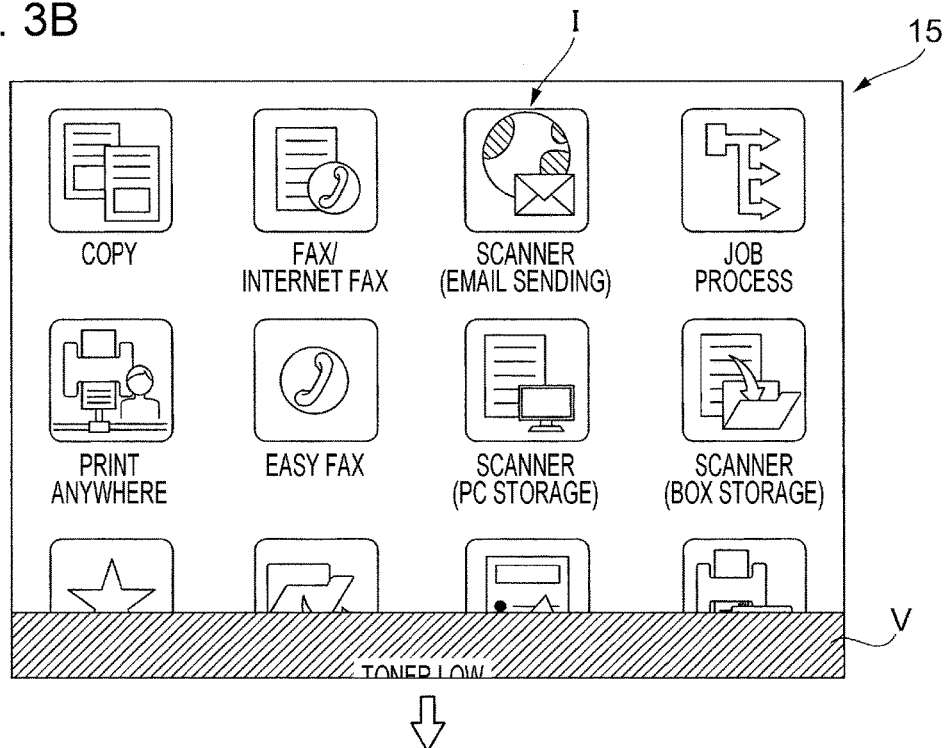 . 3B
I
15
COPY
FAX/
INTERNET FAX
SCANNER
(EMAIL SENDING)
JOB
PROCESS
PRINT
ANYWHERE
EASY FAX
SCANNER
(PC STORAGE)
SCANNER
(BOX STORAGE)
V
TONER LOW